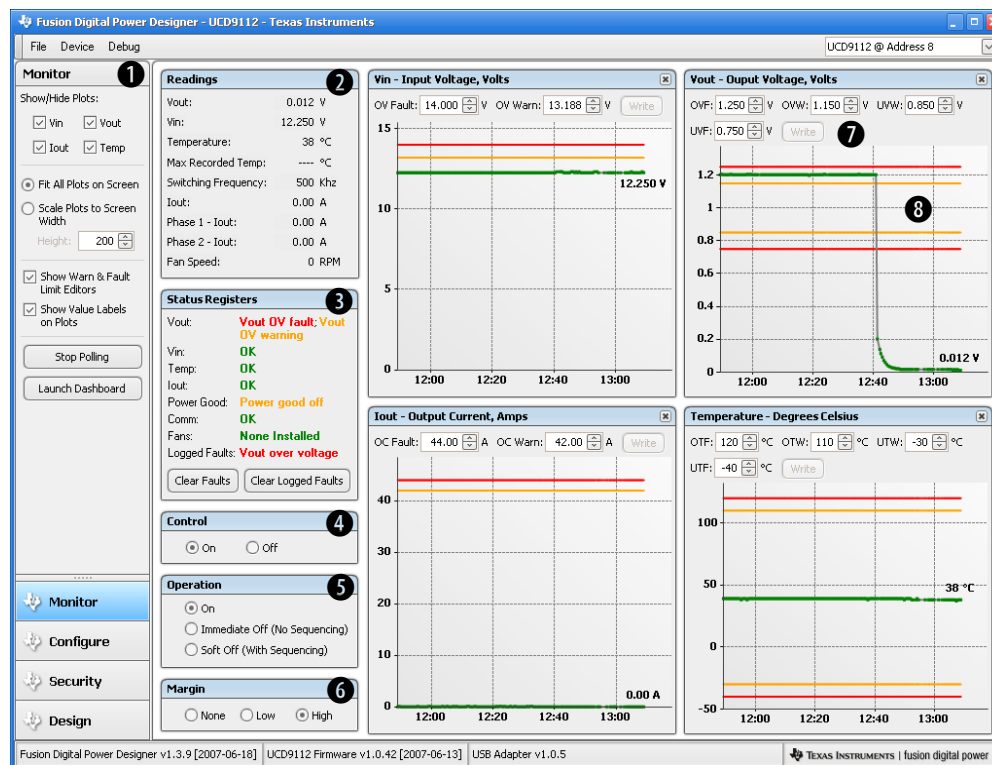 Fusion Digital Power Designer - UCD9112 - Texas Instruments
File Device Debug
UCD9112 @ Address 8
Monitor 1
Show/Hide Plots:
Vin Vout
Iout Temp
Fit All Plots on Screen
Scale Plots to Screen
Width
Height: 200
Show Warn & Fault
Limit Editors
Show Value Labels
on Plots
Stop Polling
Launch Dashboard
Monitor
Configure
Security
Design
Readings 2
Vout: 0.012 V
Vin: 12.250 V
Temperature: 38 °C
Max Recorded Temp: ---- °C
Switching Frequency: 500 Khz
Iout: 0.00 A
Phase 1 - Iout: 0.00 A
Phase 2 - Iout: 0.00 A
Fan Speed: 0 RPM
Status Registers 3
Vout: Vout OV fault; Vout
OV warning
Vin: OK
Temp: OK
Iout: OK
Power Good: Power good off
Comm: OK
Fans: None Installed
Logged Faults: Vout over voltage
Clear Faults Clear Logged Faults
Control 4
On Off
Operation 5
On
Immediate Off (No Sequencing)
Soft Off (With Sequencing)
Margin 6
None Low High
Vin - Input Voltage, Volts
OV Fault: 14.000 V OV Warn: 13.188 V Write
15
12.250 V
10
5
0
12:00 12:20 12:40 13:00
Vout - Ouput Voltage, Volts
OVF: 1.250 V OVW: 1.150 V UVW: 0.850 V
UVF: 0.750 V Write 7
1.2
1 8
0.8
0.6
0.4
0.2
0.012 V
0
12:00 12:20 12:40 13:00
Iout - Output Current, Amps
OC Fault: 44.00 A OC Warn: 42.00 A Write
40
30
20
10
0.00 A
0
12:00 12:20 12:40 13:00
Temperature - Degrees Celsius
OTF: 120 °C OTW: 110 °C UTW: -30 °C
UTF: -40 °C Write
100
50
38 °C
0
-50
12:00 12:20 12:40 13:00
Fusion Digital Power Designer v1.3.9 [2007-06-18] UCD9112 Firmware v1.0.42 [2007-06-13] USB Adapter v1.0.5
TEXAS INSTRUMENTS | fusion digital power